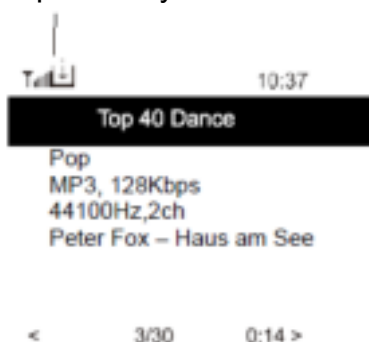 10:37
Top 40 Dance
Pop
MP3, 128Kbps
44100Hz,2ch
Peter Fox – Haus am See
< 3/30 0:14 >